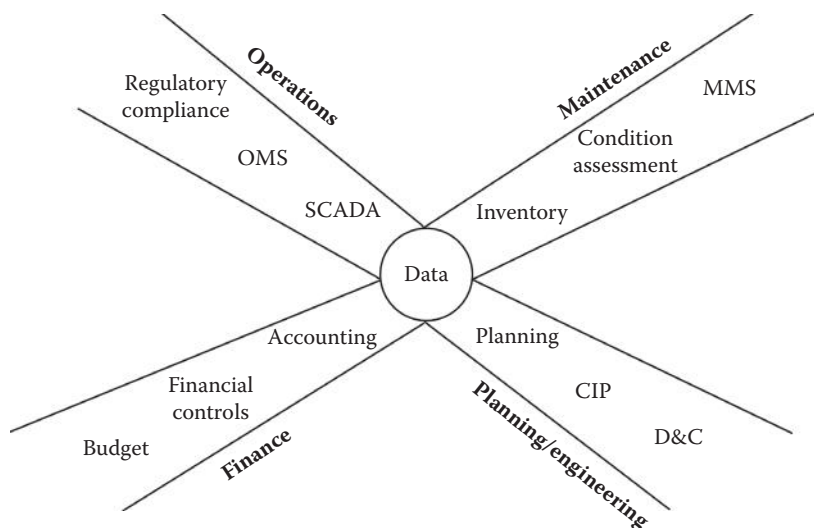 Operations
Regulatory
compliance
OMS
SCADA
Maintenance
MMS
Condition
assessment
Inventory
Data
Accounting
Financial
controls
Budget
Finance
Planning
CIP
D&C
Planning/engineering